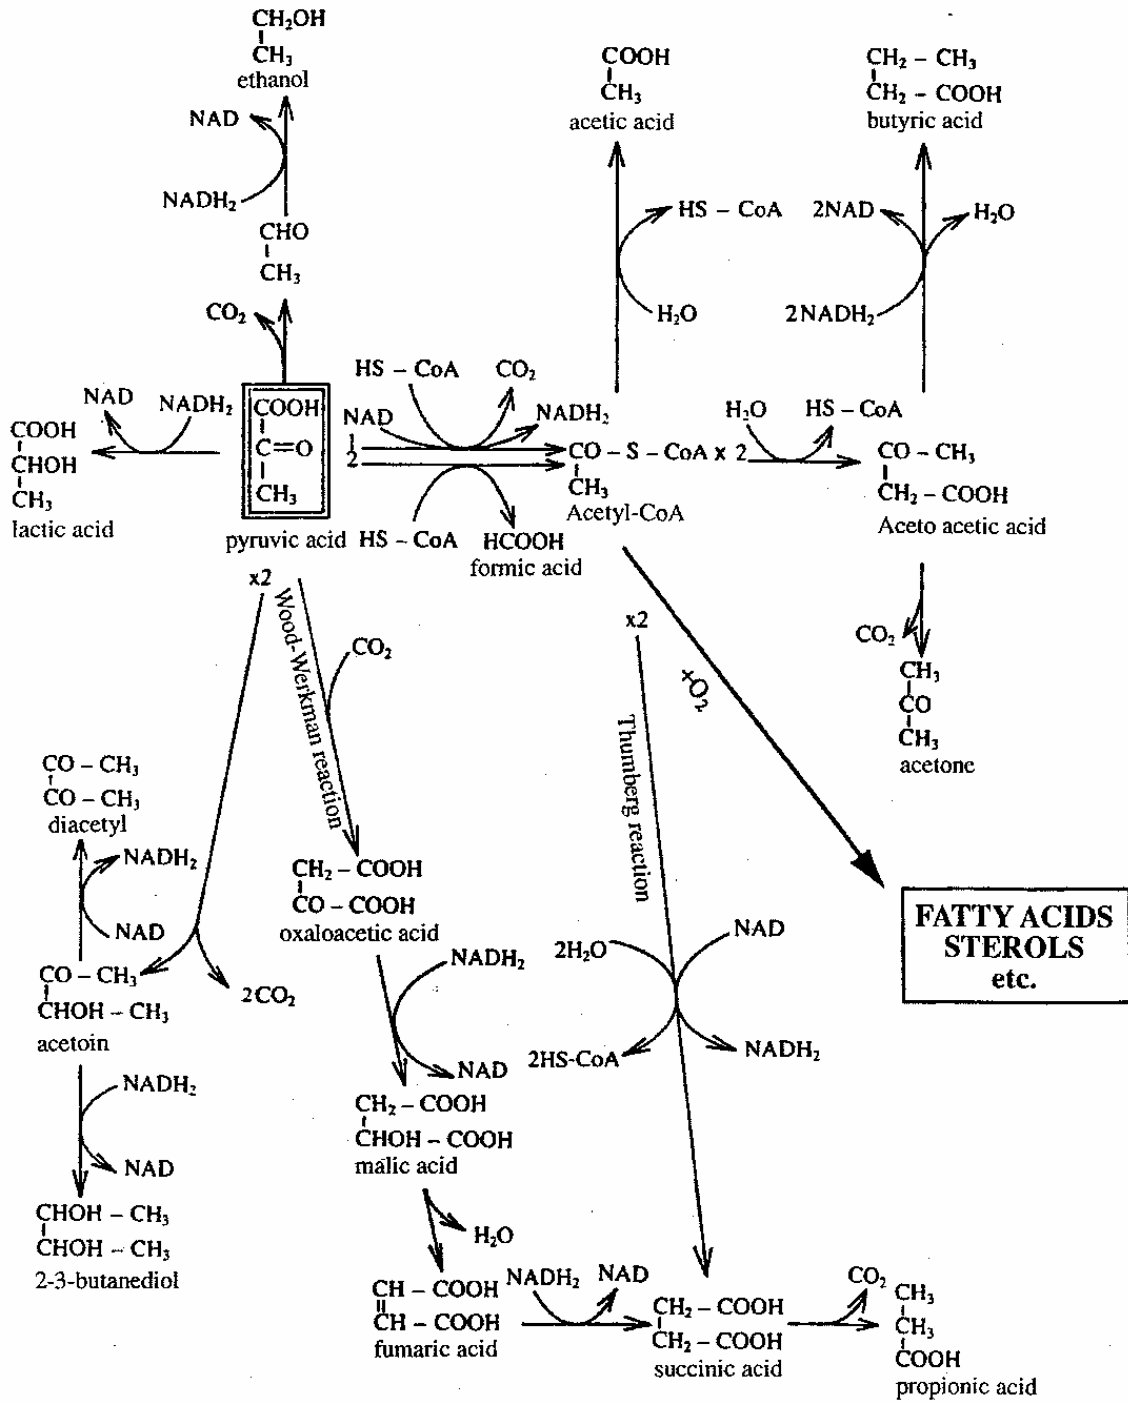 CH₂OH
CH₃
ethanol
NAD
NADH₂
CHO
CH₃
CO₂
COOH
CH₃
acetic acid
HS – CoA
H₂O
CH₂ – CH₃
CH₂ – COOH
butyric acid
2NAD
H₂O
2NADH₂
NAD
NADH₂
COOH
CHOH
CH₃
lactic acid
COOH
C=O
CH₃
pyruvic acid
HS – CoA
CO₂
NAD
NADH₂
1
2
HS – CoA
HCOOH
formic acid
CO – S – CoA x 2
CH₃
Acetyl-CoA
H₂O
HS – CoA
CO – CH₃
CH₂ – COOH
Aceto acetic acid
CO₂
CH₃
CO
CH₃
acetone
x2
Wood-Werkman reaction
CO₂
x2
Thumberg reaction
+O₂
FATTY ACIDS
STEROLS
etc.
CO – CH₃
CO – CH₃
diacetyl
NADH₂
NAD
CO – CH₃
CHOH – CH₃
acetoin
2CO₂
NADH₂
NAD
CHOH – CH₃
CHOH – CH₃
2-3-butanediol
CH₂ – COOH
CO – COOH
oxaloacetic acid
NADH₂
NAD
CH₂ – COOH
CHOH – COOH
malic acid
H₂O
2H₂O
NAD
2HS-CoA
NADH₂
CH – COOH
CH – COOH
fumaric acid
NADH₂
NAD
CH₂ – COOH
CH₂ – COOH
succinic acid
CO₂
CH₃
CH₃
COOH
propionic acid